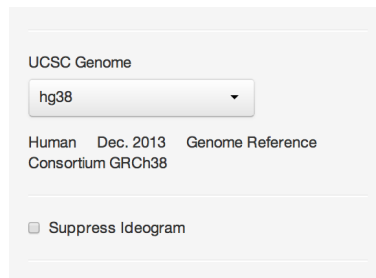 UCSC Genome
hg38
Human Dec. 2013 Genome Reference
Consortium GRCh38
Suppress Ideogram